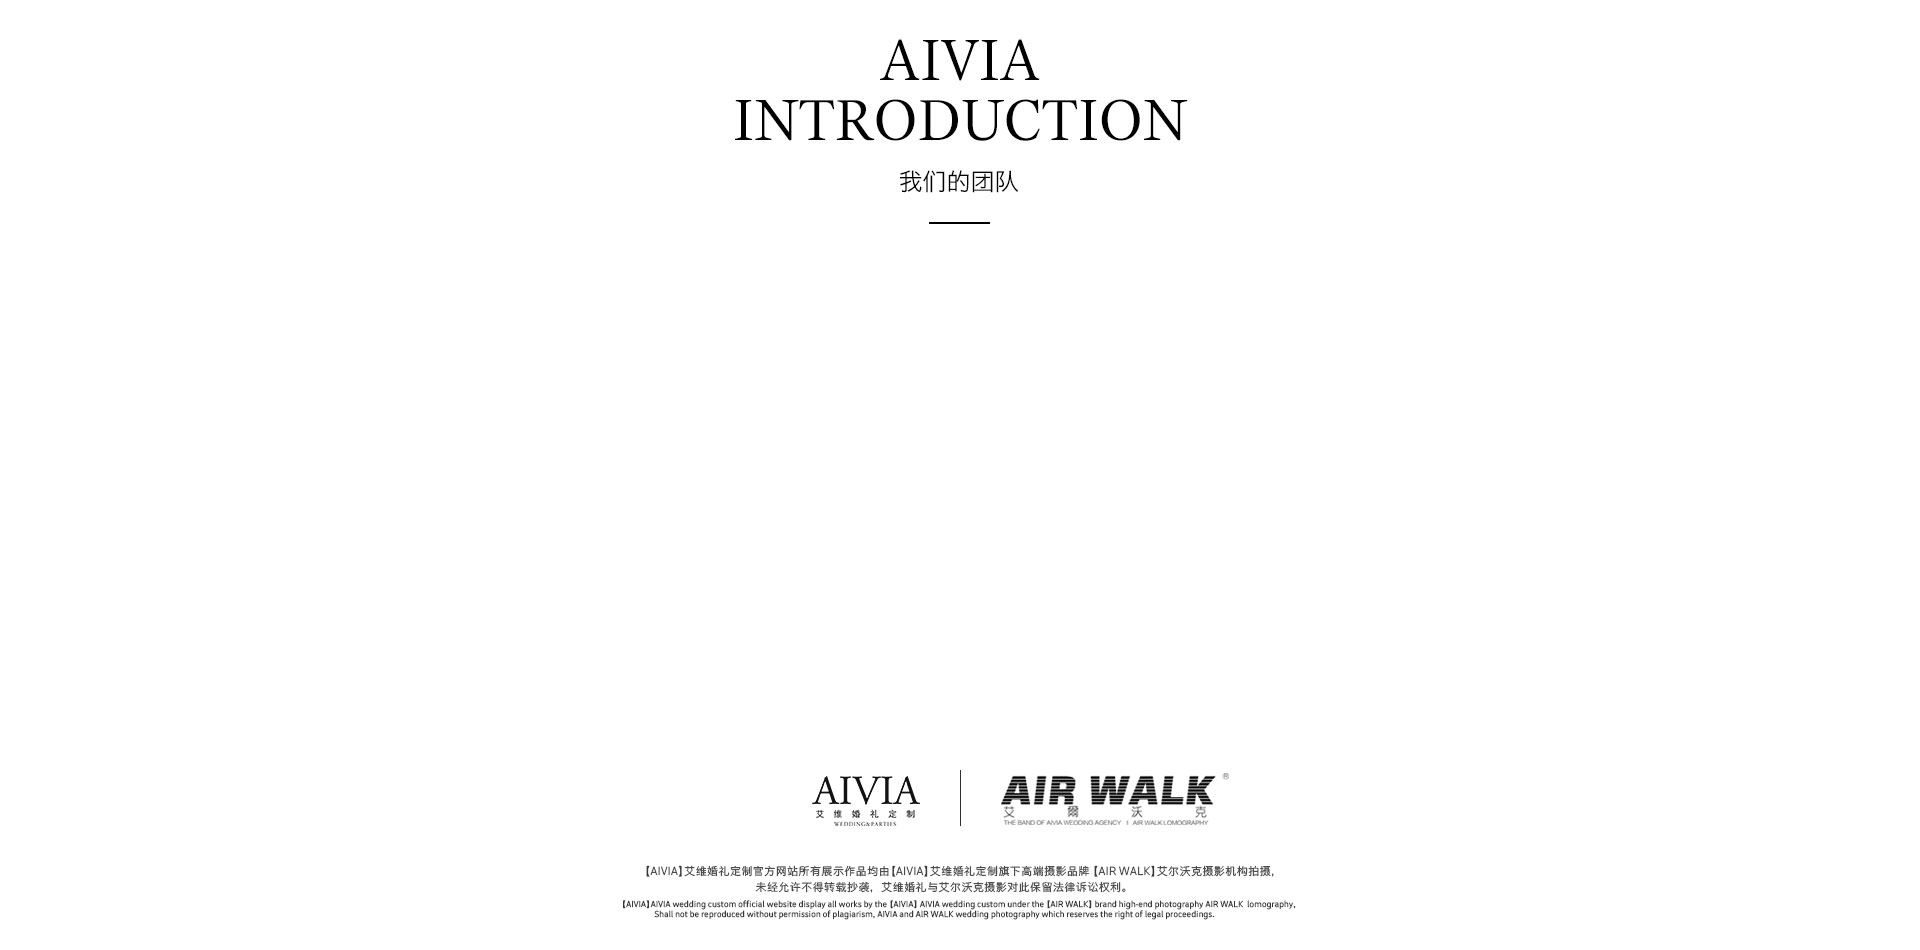 AIVIA
INTRODUCTION
我们的团队
AIVIA
艾维婚礼定制
WEDDING&PARTIES
AIR WALK®
艾爾沃克
THE BAND OF AIVIA WEDDING AGENCY I AIR WALK LOMOGRAPHY
【AIVIA】艾维婚礼定制官方网站所有展示作品均由【AIVIA】艾维婚礼定制旗下高端摄影品牌【AIR WALK】艾尔沃克摄影机构拍摄，
未经允许不得转载抄袭，艾维婚礼与艾尔沃克摄影对此保留法律诉讼权利。
【AIVIA】AIVIA wedding custom official website display all works by the【AIVIA】AIVIA wedding custom under the【AIR WALK】brand high-end photography AIR WALK lomography,
Shall not be reproduced without permission of plagiarism, AIVIA and AIR WALK wedding photography which reserves the right of legal proceedings.